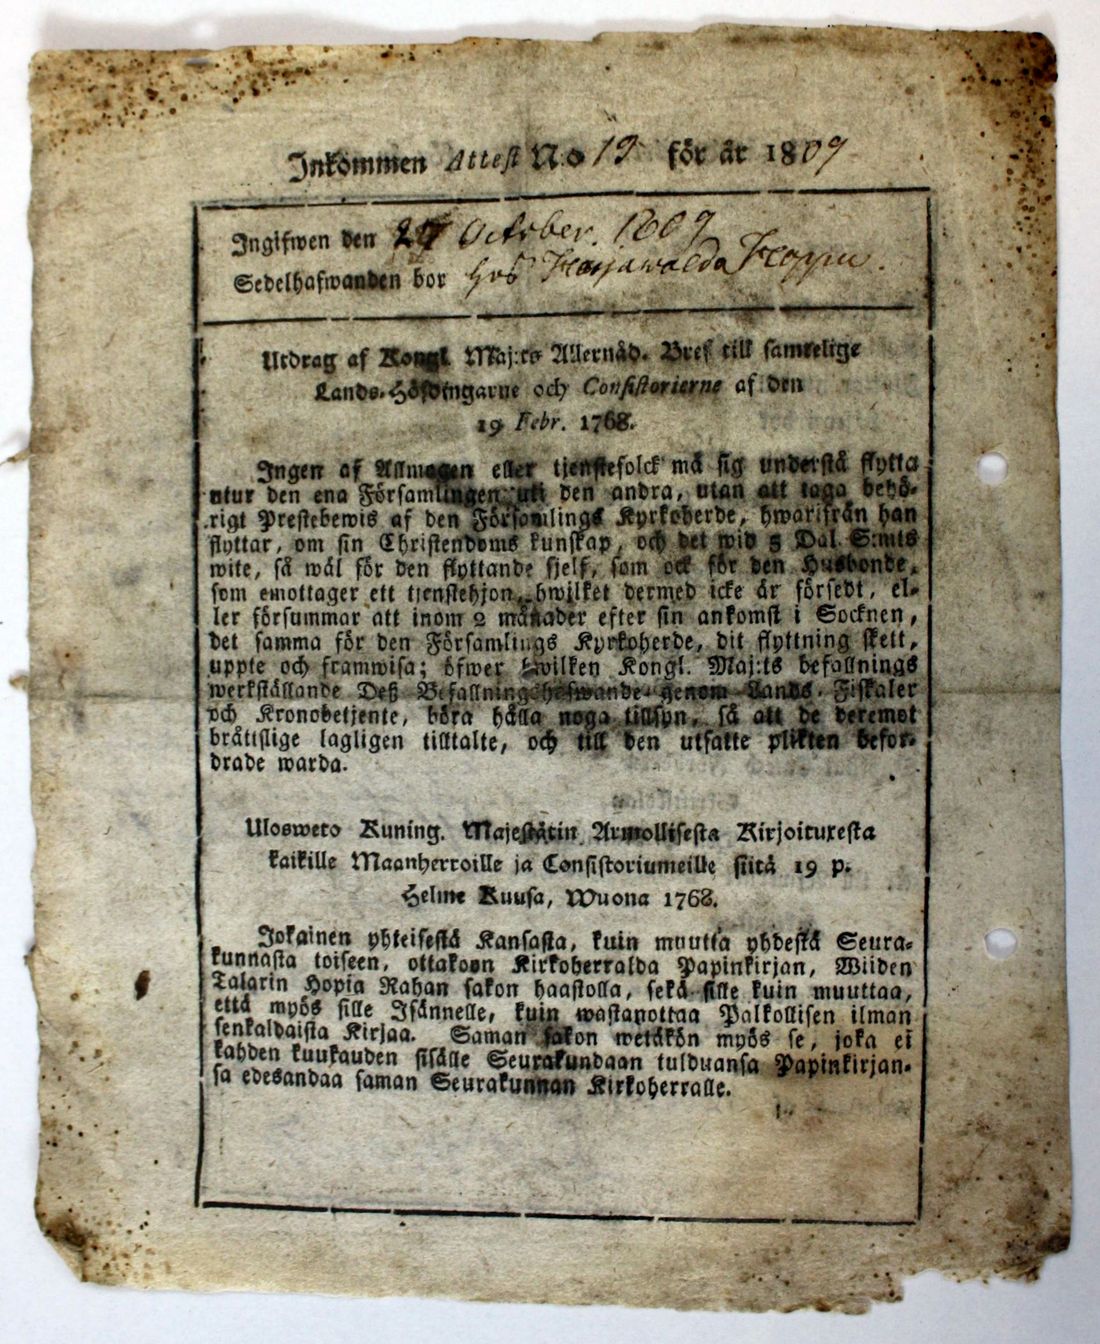 Inkommen Attest No 19 för år 1809
Ingifwen den 27 October. 1809
Sedelhafwanden bor hos
Utdrag af Kongl. Maj:ts Allernåd. Bref till samtelige
Lands-Höfdingarne och Consistorierne af den
19 Febr. 1768.
Ingen af Allmogen eller tjenstefolck må sig understå flytta
utur den ena Församlingen uti den andra, utan att taga behö-
rigt Prestebewis af den Församlings Kyrkoherde, hwarifrån han
flyttar, om sin Christendoms kunskap, och det wid 5 Dal. S:mts
wite, så wäl för den flyttande sjelf, som ock för den Husbonde,
som emottager ett tjenstehjon, hwilket dermed icke är försedt, el-
ler försummar att inom 2 månader efter sin ankomst i Socknen,
det samma för den Församlings Kyrkoherde, dit flyttning skett,
uppte och framwisa; öfwer hwilken Kongl. Maj:ts befallnings
werkställande Deß Befallningshafwande genom Lands-Fiskaler
och Kronobetjente, böra hålla noga tillsyn, så att de deremot
bråttslige lagligen tilltalte, och till den utsatte plikten befor-
drade warda.
Ulosweto Kuning. Majestätin Armollisesta Kirjoituxesta
kaikille Maanherroille ja Consistoriumeille siitä 19 p.
Helme Kuusa, Wuona 1768.
Jokainen yhteisestä Kansasta, kuin muutta yhdestä Seura-
kunnasta toiseen, ottakoon Kirkoherralda Papinkirjan, Wiiden
Talarin Hopia Rahan sakon haastolla, sekä sille kuin muuttaa,
että myös sille Isännelle, kuin wastanottaa Palkollisen ilman
senkaldaista Kirjaa. Saman sakon wetäkön myös se, joka ei
kahden kuukauden sisälle Seurakundaan tulduansa Papinkirjan-
sa edesandaa saman Seurakunnan Kirkoherralle.